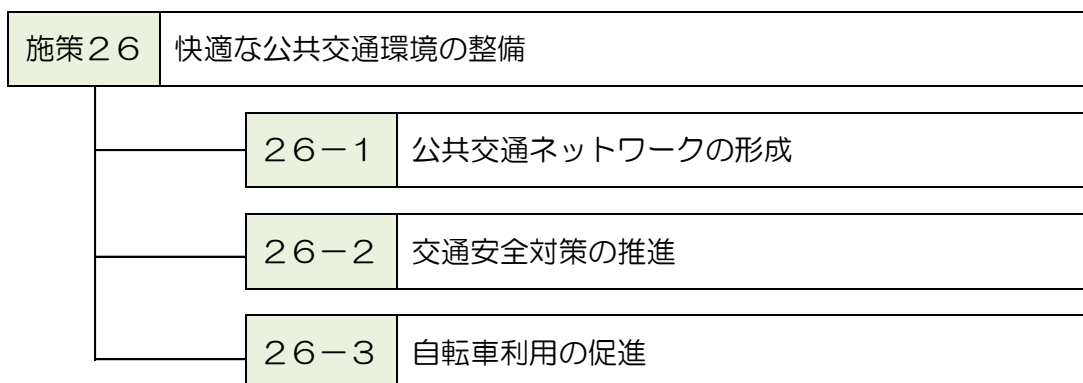 施策26 快適な公共交通環境の整備
26-1 公共交通ネットワークの形成
26-2 交通安全対策の推進
26-3 自転車利用の促進